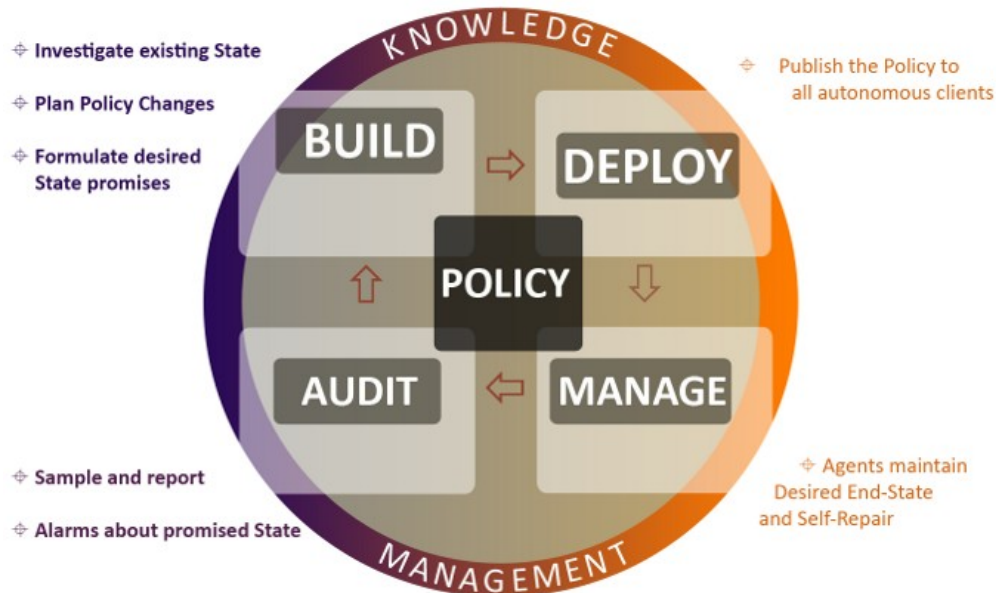 KNOWLEDGE
Investigate existing State
Plan Policy Changes
Formulate desired
State promises
BUILD
DEPLOY
Publish the Policy to
all autonomous clients
POLICY
AUDIT
MANAGE
Sample and report
Alarms about promised State
Agents maintain
Desired End-State
and Self-Repair
MANAGEMENT